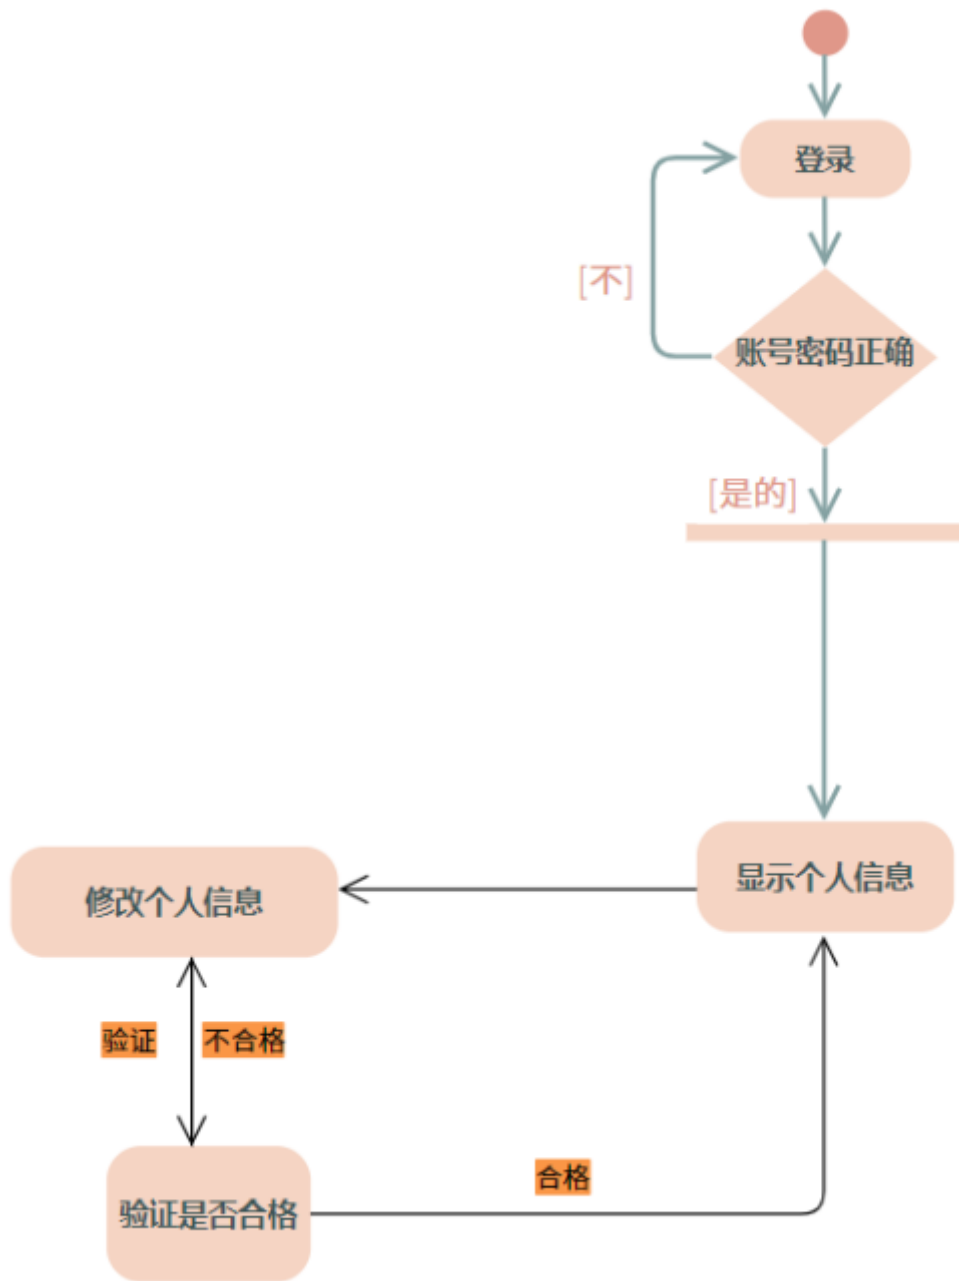 登录
[不]
账号密码正确
[是的]
显示个人信息
修改个人信息
验证
不合格
合格
验证是否合格